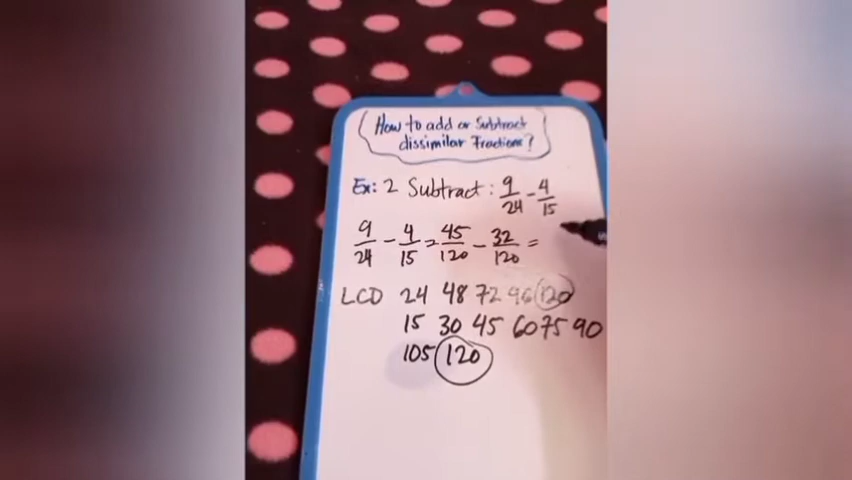 How to add or Subtract
dissimilar Fractions?
Ex: 2 Subtract: 9/24 - 4/15
9/24 - 4/15 = 45/120 - 32/120 =
LCD 24 48 72 96 120
15 30 45 60 75 90
105 120